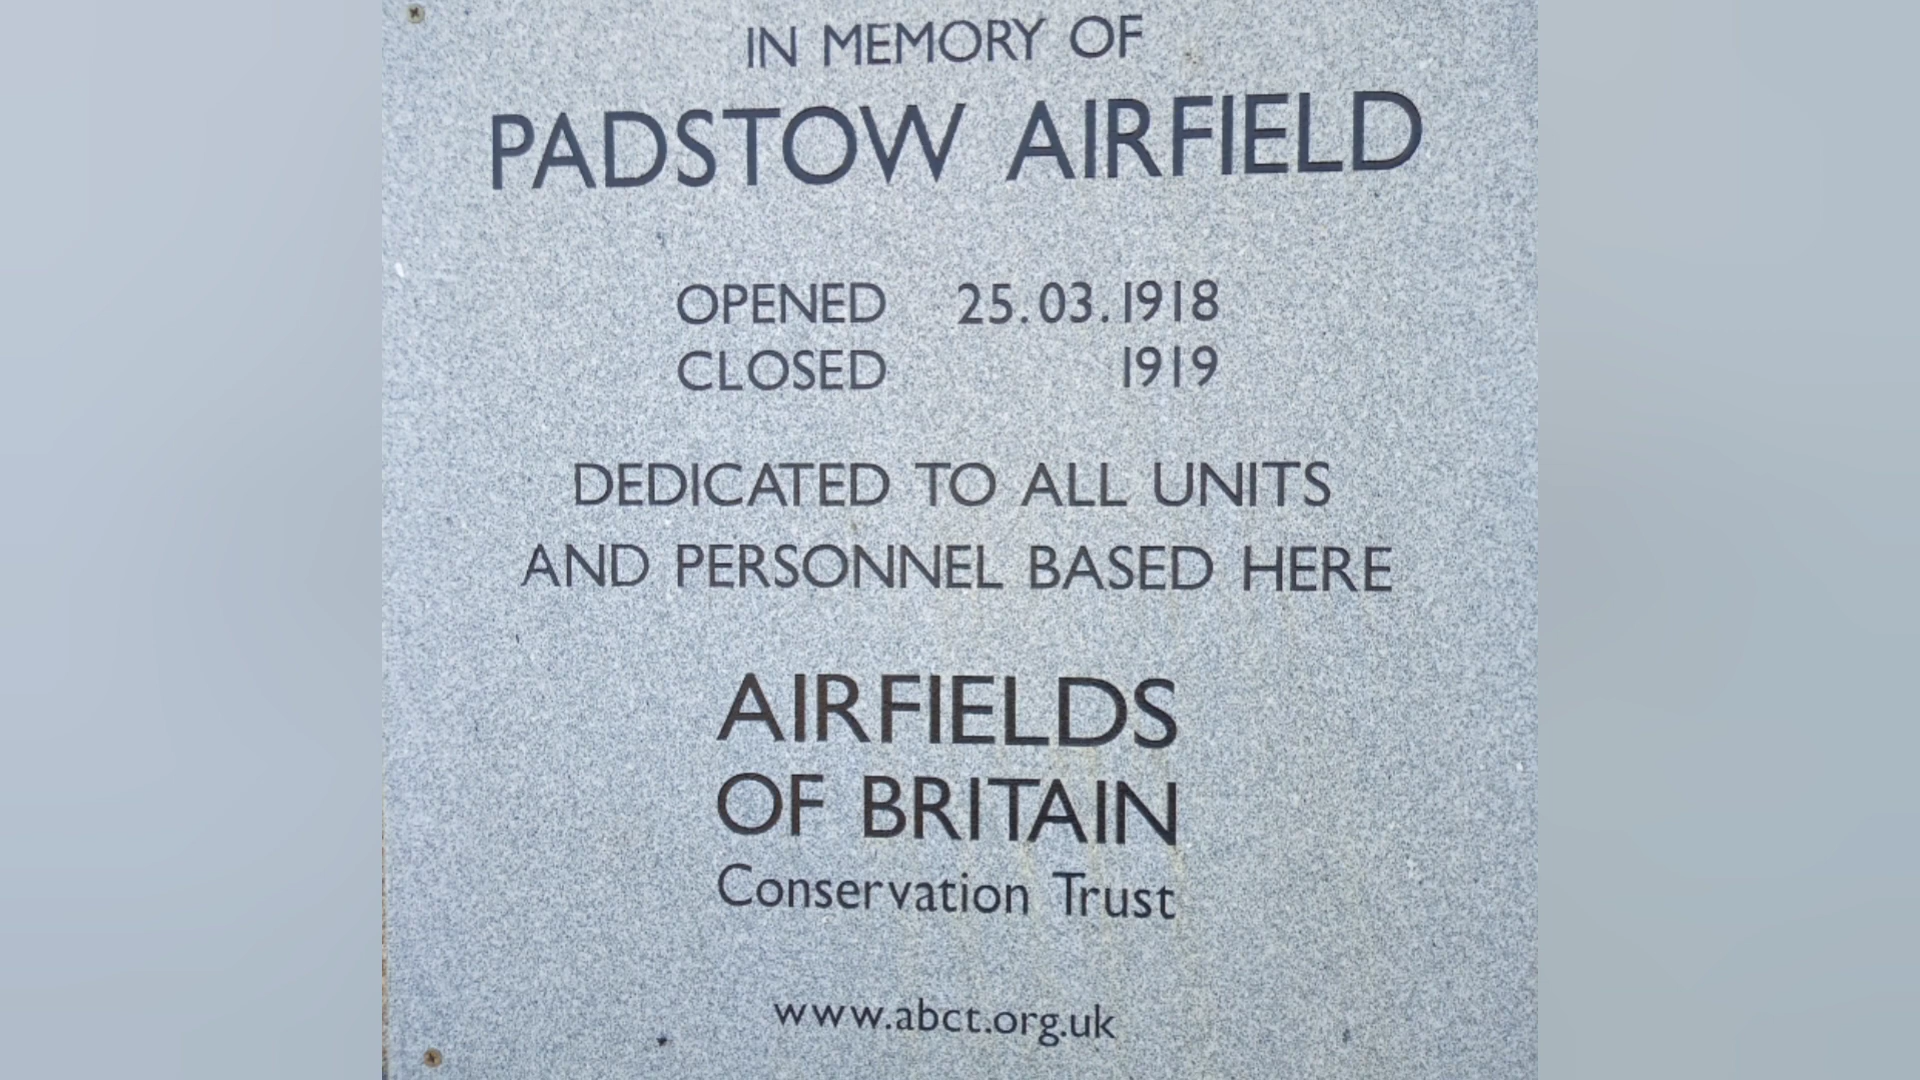 IN MEMORY OF
PADSTOW AIRFIELD
OPENED 25.03.1918
CLOSED 1919
DEDICATED TO ALL UNITS
AND PERSONNEL BASED HERE
AIRFIELDS
OF BRITAIN
Conservation Trust
www.abct.org.uk